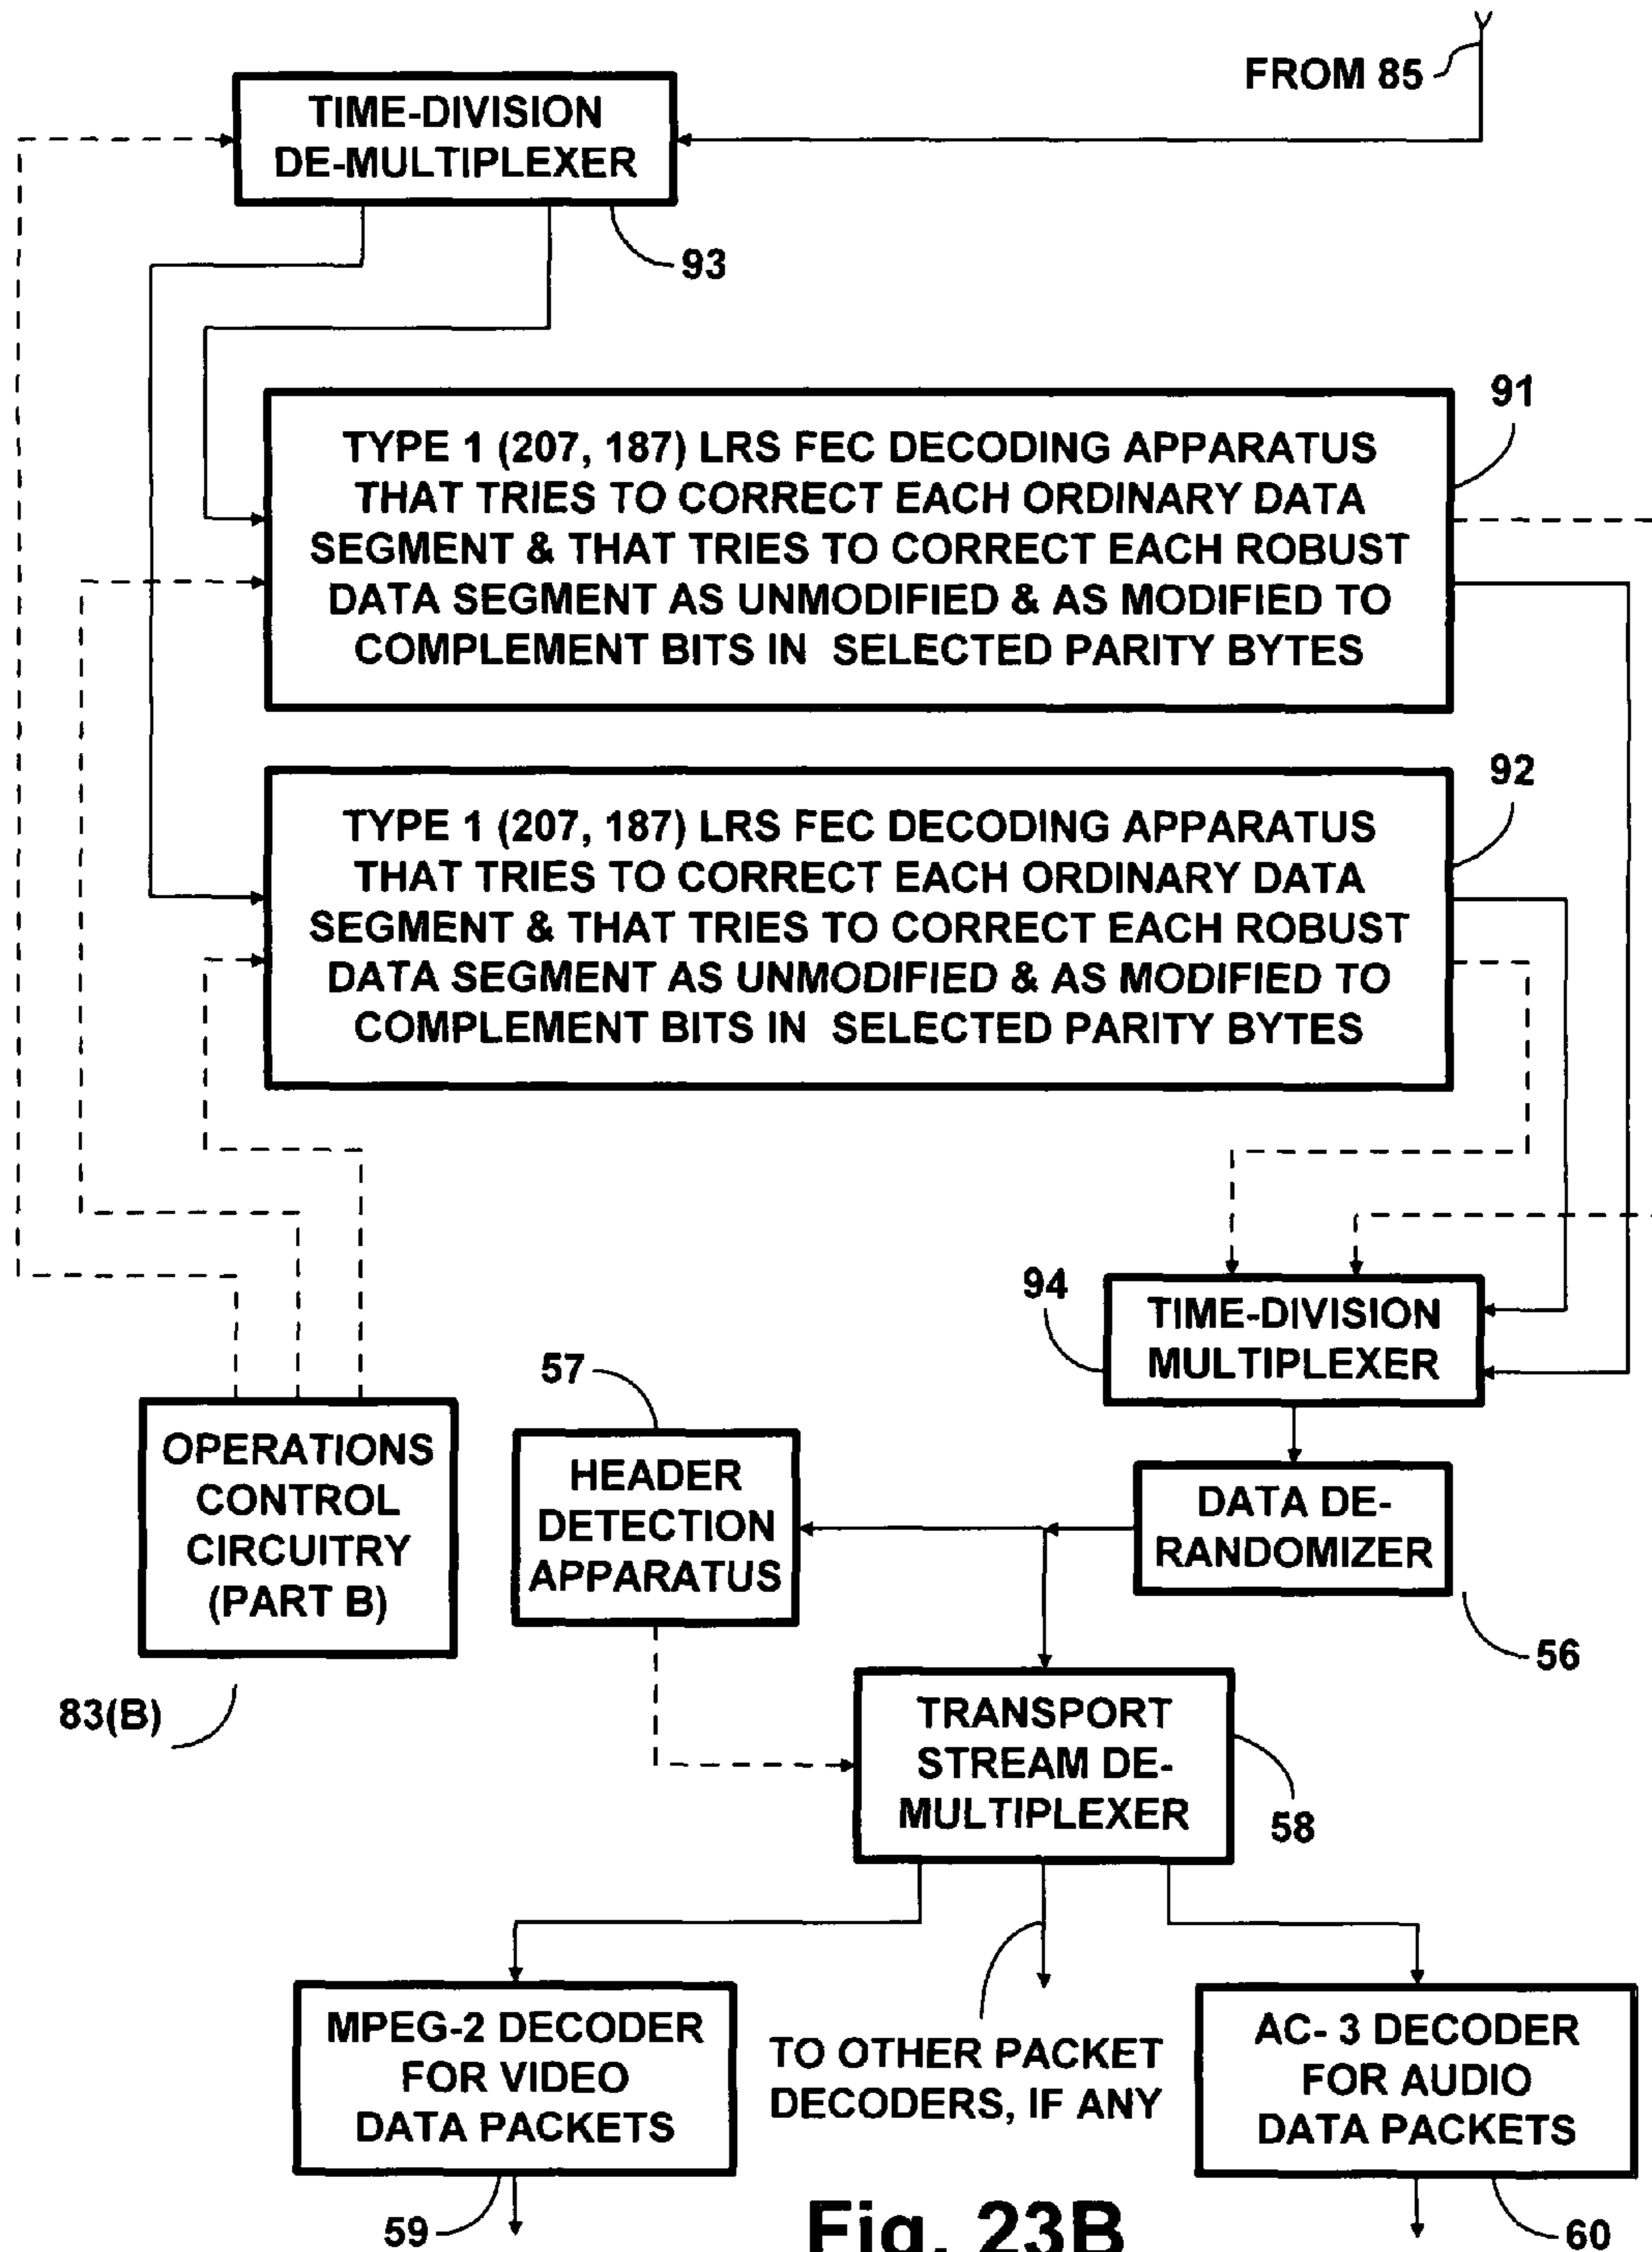 FROM 85
TIME-DIVISION
DE-MULTIPLEXER
93
91
TYPE 1 (207, 187) LRS FEC DECODING APPARATUS
THAT TRIES TO CORRECT EACH ORDINARY DATA
SEGMENT & THAT TRIES TO CORRECT EACH ROBUST
DATA SEGMENT AS UNMODIFIED & AS MODIFIED TO
COMPLEMENT BITS IN SELECTED PARITY BYTES
92
TYPE 1 (207, 187) LRS FEC DECODING APPARATUS
THAT TRIES TO CORRECT EACH ORDINARY DATA
SEGMENT & THAT TRIES TO CORRECT EACH ROBUST
DATA SEGMENT AS UNMODIFIED & AS MODIFIED TO
COMPLEMENT BITS IN SELECTED PARITY BYTES
94
TIME-DIVISION
MULTIPLEXER
57
OPERATIONS
CONTROL
CIRCUITRY
(PART B)
83(B)
HEADER
DETECTION
APPARATUS
DATA DE-
RANDOMIZER
56
TRANSPORT
STREAM DE-
MULTIPLEXER
58
MPEG-2 DECODER
FOR VIDEO
DATA PACKETS
59
TO OTHER PACKET
DECODERS, IF ANY
AC- 3 DECODER
FOR AUDIO
DATA PACKETS
60
Fig. 23B